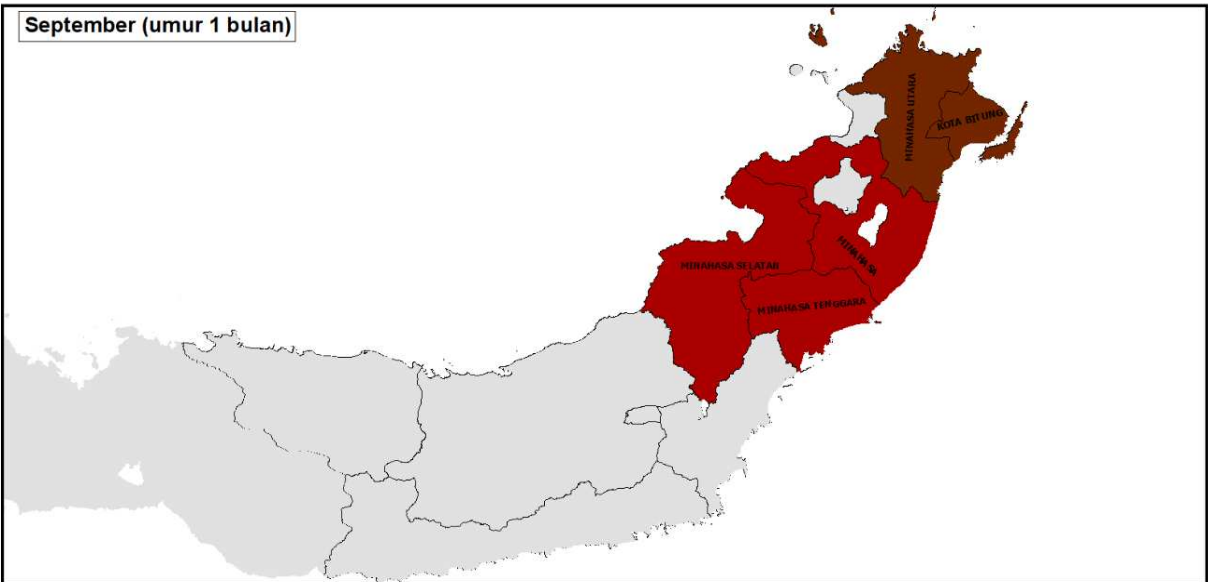 September (umur 1 bulan)
MINAHASA UTARA
KOTA BITUNG
MINAHASA
MINAHASA SELATAN
MINAHASA TENGGARA